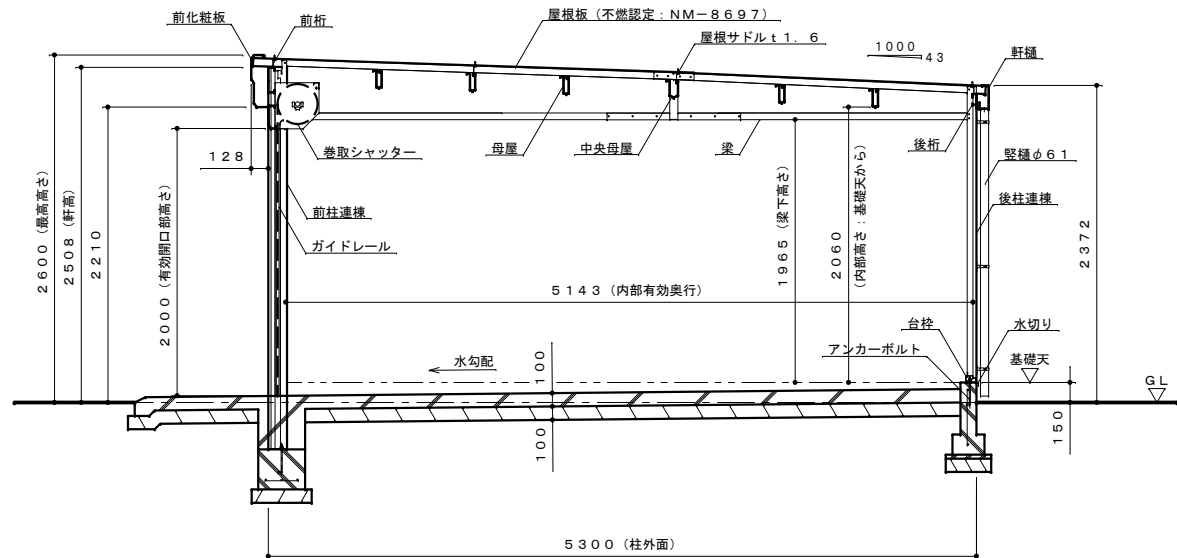 前化粧板
前桁
屋根板（不燃認定：ＮＭ－８６９７）
屋根サドルｔ１．６
１０００
４３
軒樋
巻取シャッター
母屋
中央母屋
梁
後桁
竪樋φ６１
１２８
前柱連棟
後柱連棟
ガイドレール
２６００（最高高さ）
２５０８（軒高）
２２１０
２０００（有効開口部高さ）
１９６５（梁下高さ）
２０６０
（内部高さ：基礎天から）
２３７２
５１４３（内部有効奥行）
台枠
水切り
アンカーボルト
基礎天
水勾配
１００
ＧＬ
１００
１５０
５３００（柱外面）